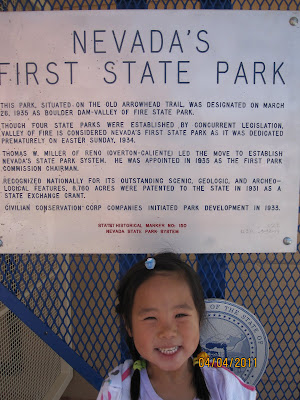 NEVADA'S
FIRST STATE PARK
THIS PARK, SITUATED ON THE OLD ARROWHEAD TRAIL, WAS DESIGNATED ON MARCH
26, 1935 AS BOULDER DAM-VALLEY OF FIRE STATE PARK.
THOUGH FOUR STATE PARKS WERE ESTABLISHED BY CONCURRENT LEGISLATION,
VALLEY OF FIRE IS CONSIDERED NEVADA'S FIRST STATE PARK AS IT WAS DEDICATED
PREMATURELY ON EASTER SUNDAY, 1934.
THOMAS W. MILLER OF RENO (OVERTON-CALIENTE) LED THE MOVE TO ESTABLISH
NEVADA'S STATE PARK SYSTEM. HE WAS APPOINTED IN 1935 AS THE FIRST PARK
COMMISSION CHAIRMAN.
RECOGNIZED NATIONALLY FOR ITS OUTSTANDING SCENIC, GEOLOGIC, AND ARCHEO-
LOGICAL FEATURES, 8,760 ACRES WERE PATENTED TO THE STATE IN 1931 AS A
STATE EXCHANGE GRANT.
CIVILIAN CONSERVATION CORP COMPANIES INITIATED PARK DEVELOPMENT IN 1933.
STATE HISTORICAL MARKER NO. 150
NEVADA STATE PARK SYSTEM
04/04/2011